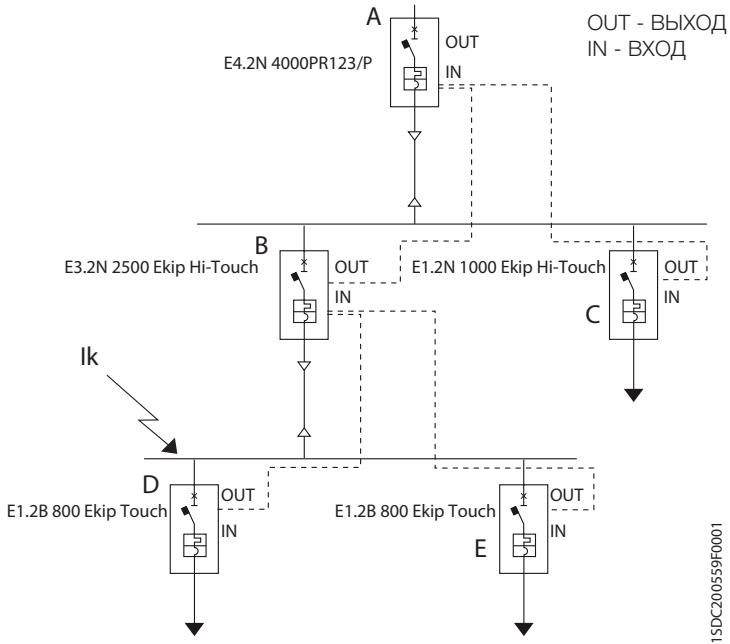 A
OUT
IN
E4.2N 4000PR123/P
OUT - ВЫХОД
IN - ВХОД
B
E3.2N 2500 Ekip Hi-Touch
OUT
IN
E1.2N 1000 Ekip Hi-Touch
OUT
IN
C
Ik
D
E1.2B 800 Ekip Touch
OUT
IN
E1.2B 800 Ekip Touch
OUT
IN
E
1SDC200559F0001